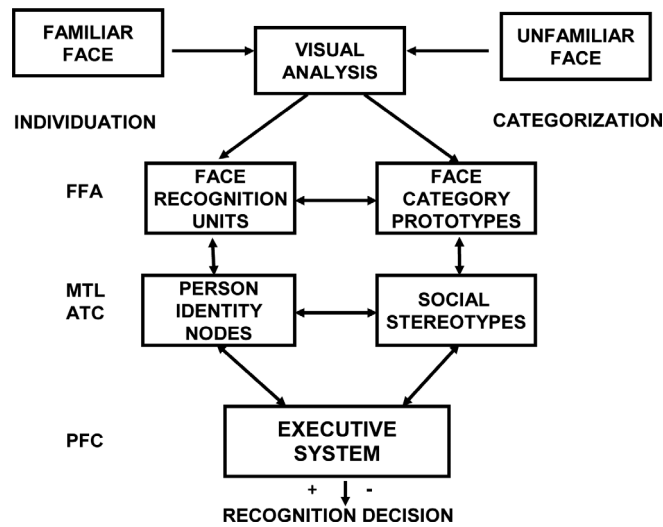 FAMILIAR
FACE
VISUAL
ANALYSIS
UNFAMILIAR
FACE
INDIVIDUATION
CATEGORIZATION
FFA
FACE
RECOGNITION
UNITS
FACE
CATEGORY
PROTOTYPES
MTL
ATC
PERSON
IDENTITY
NODES
SOCIAL
STEREOTYPES
PFC
EXECUTIVE
SYSTEM
+ -
RECOGNITION DECISION